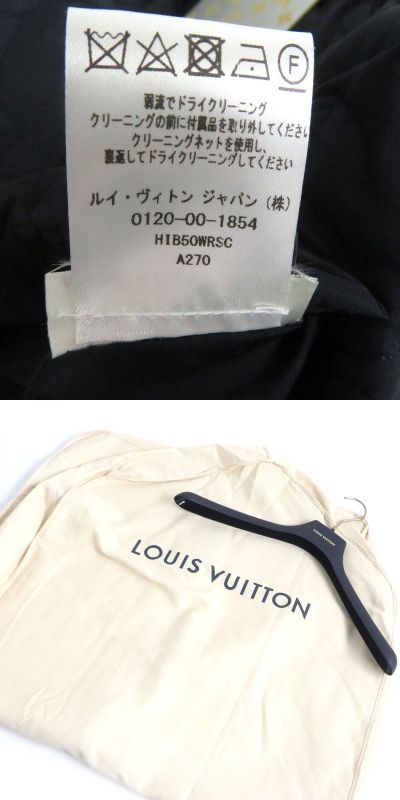 F
弱流でドライクリーニング
クリーニングの前に付属品を取り外してください
クリーニングネットを使用し、
裏返してドライクリーニングしてください
ルイ・ヴィトン ジャパン (株)
0120-00-1854
HIB50WRSC
A270
LOUIS VUITTON
LOUIS VUITTON